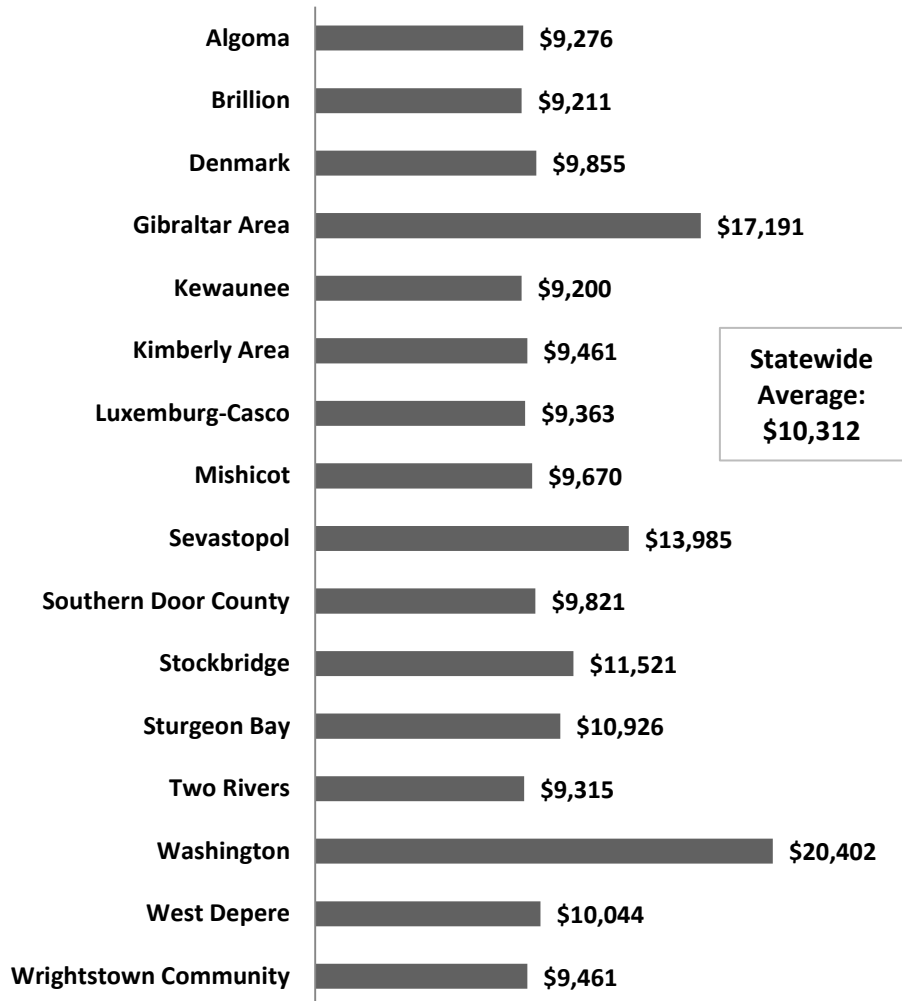 Algoma $9,276
Brillion $9,211
Denmark $9,855
Gibraltar Area $17,191
Kewaunee $9,200
Kimberly Area $9,461
Statewide
Average:
$10,312
Luxemburg-Casco $9,363
Mishicot $9,670
Sevastopol $13,985
Southern Door County $9,821
Stockbridge $11,521
Sturgeon Bay $10,926
Two Rivers $9,315
Washington $20,402
West Depere $10,044
Wrightstown Community $9,461